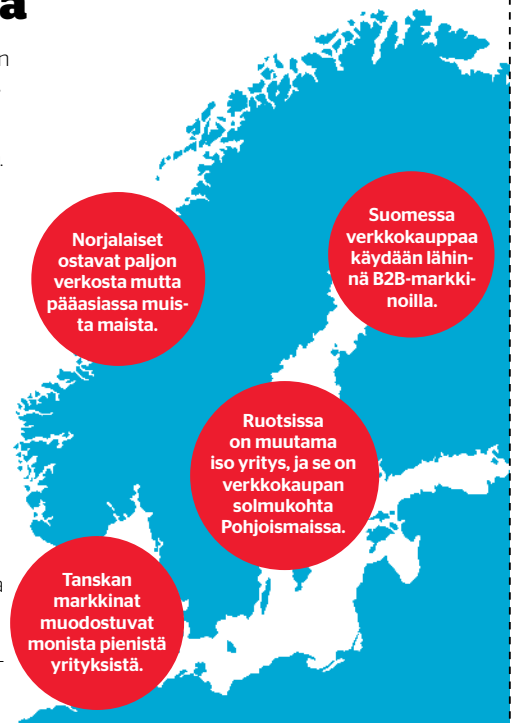 Norjalaiset
ostavat paljon
verkosta mutta
pääasiassa muis-
ta maista.
Suomessa
verkkokauppaa
käydään lähin-
nä B2B-markki-
noilla.
Ruotsissa
on muutama
iso yritys, ja se on
verkkokaupan
solmukohta
Pohjoismaissa.
Tanskan
markkinat
muodostuvat
monista pienistä
yrityksistä.